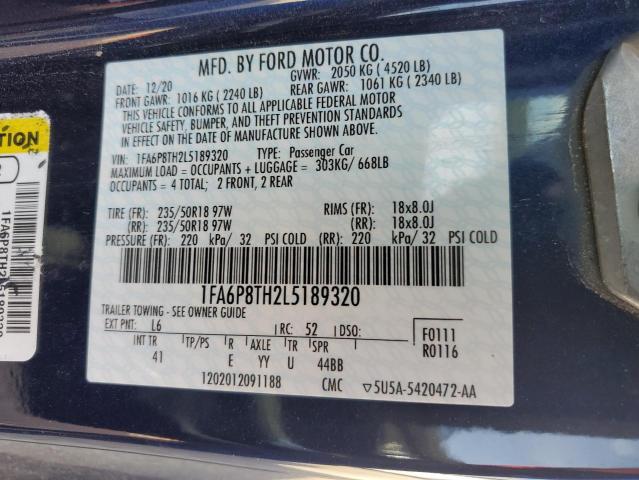 MFD. BY FORD MOTOR CO.
12/20 GVWR: 2050 KG ( 4520 LB)
FRONT GAWR: 1016 KG ( 2240 LB) REAR GAWR: 1061 KG ( 2340 LB)
THIS VEHICLE CONFORMS TO ALL APPLICABLE FEDERAL MOTOR
VEHICLE SAFETY, BUMPER, AND THEFT PREVENTION STANDARDS
IN EFFECT ON THE DATE OF MANUFACTURE SHOWN ABOVE.
VIN: 1FA6P8TH2L5189320 TYPE: Passenger Car
MAXIMUM LOAD = OCCUPANTS + LUGGAGE = 303KG/ 668LB
OCCUPANTS = 4 TOTAL; 2 FRONT, 2 REAR
TIRE (FR): 235/50R18 97W RIMS (FR): 18x8.0J
(RR): 235/50R18 97W (RR): 18x8.0J
PRESSURE (FR): 220 kPa/ 32 PSI COLD (RR): 220 kPa/ 32 PSI COLD
1FA6P8TH2L5189320
TRAILER TOWING - SEE OWNER GUIDE
EXT PNT: L6 RC: 52 DSO: F0111
INT TR TP/PS R AXLE TR SPR R0116
41 E YY U 44BB
1202012091188 CMC ▽5U5A-5420472-AA
TION
1FA6P8TH2L5189320